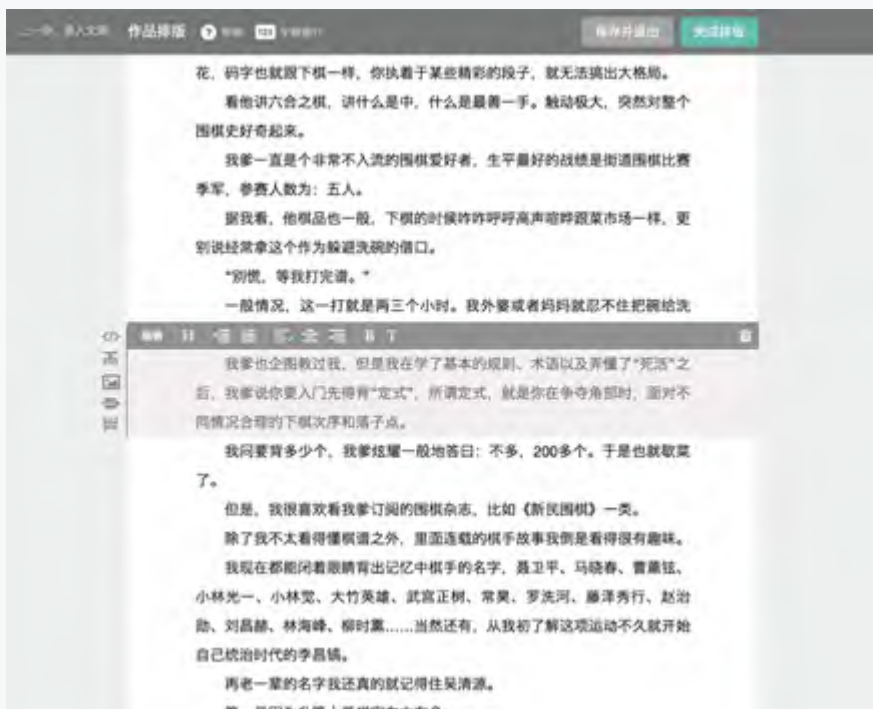 作品排版
花，码字也就跟下棋一样，你执着于某些精彩的段子，就无法搞出大格局。
看他讲六合之棋，讲什么是中，什么是最善一手。触动极大，突然对整个
围棋史好奇起来。
我爹一直是个非常不入流的围棋爱好者，生平最好的战绩是街道围棋比赛
季军，参赛人数为：五人。
据我看，他棋品也一般，下棋的时候咋咋呼呼高声喧哗跟菜市场一样，更
别说经常拿这个作为躲避洗碗的借口。
“别慌，等我打完谱。”
一般情况，这一打就是两三个小时。我外婆或者妈妈就忍不住把碗给洗
我爹也企图教过我，但是我在学了基本的规则、术语以及弄懂了“死活”之
后，我爹说你要入门先得背“定式”，所谓定式，就是你在争夺角部时，面对不
同情况合理的下棋次序和落子点。
我问要背多少个，我爹炫耀一般地答曰：不多，200多个。于是也就歇菜
了。
但是，我很喜欢看我爹订阅的围棋杂志，比如《新民围棋》一类。
除了我不太看得懂棋谱之外，里面连载的棋手故事我倒是看得很有趣味。
我现在都能闭着眼睛背出记忆中棋手的名字，聂卫平、马晓春、曹薰铉、
小林光一、小林觉、大竹英雄、武宫正树、常昊、罗洗河、藤泽秀行、赵治
勋、刘昌赫、林海峰、柳时薰……当然还有，从我初了解这项运动不久就开始
自己统治时代的李昌镐。
再老一辈的名字我还真的就记得住吴清源。